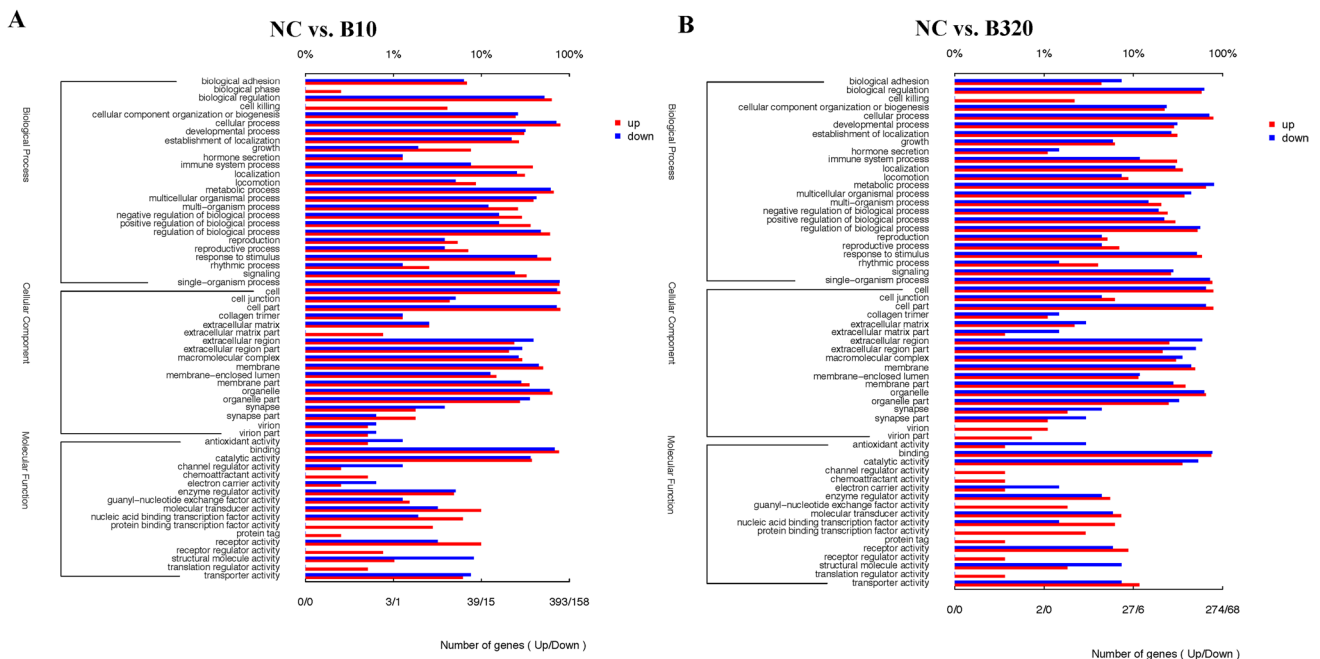 A
NC vs. B10
0% 1% 10% 100%
Biological Process
biological adhesion
biological phase
biological regulation
cell killing
cellular component organization or biogenesis
cellular process
developmental process
establishment of localization
growth
hormone secretion
immune system process
localization
locomotion
metabolic process
multicellular organismal process
multi-organism process
negative regulation of biological process
positive regulation of biological process
regulation of biological process
reproduction
reproductive process
response to stimulus
rhythmic process
signaling
single-organism process
Cellular Component
cell
cell junction
cell part
collagen trimer
extracellular matrix
extracellular matrix part
extracellular region
extracellular region part
macromolecular complex
membrane
membrane-enclosed lumen
membrane part
organelle
organelle part
synapse
synapse part
virion
virion part
Molecular Function
antioxidant activity
binding
catalytic activity
channel regulator activity
chemoattractant activity
electron carrier activity
enzyme regulator activity
guanyl-nucleotide exchange factor activity
molecular transducer activity
nucleic acid binding transcription factor activity
protein binding transcription factor activity
protein tag
receptor activity
receptor regulator activity
structural molecule activity
translation regulator activity
transporter activity
up
down
0/0 3/1 39/15 393/158
Number of genes ( Up/Down )
B
NC vs. B320
0% 1% 10% 100%
Biological Process
biological adhesion
biological regulation
cell killing
cellular component organization or biogenesis
cellular process
developmental process
establishment of localization
growth
hormone secretion
immune system process
localization
locomotion
metabolic process
multicellular organismal process
multi-organism process
negative regulation of biological process
positive regulation of biological process
regulation of biological process
reproduction
reproductive process
response to stimulus
rhythmic process
signaling
single-organism process
Cellular Component
cell
cell junction
cell part
collagen trimer
extracellular matrix
extracellular matrix part
extracellular region
extracellular region part
macromolecular complex
membrane
membrane-enclosed lumen
membrane part
organelle
organelle part
synapse
synapse part
virion
virion part
Molecular Function
antioxidant activity
binding
catalytic activity
channel regulator activity
chemoattractant activity
electron carrier activity
enzyme regulator activity
guanyl-nucleotide exchange factor activity
molecular transducer activity
nucleic acid binding transcription factor activity
protein binding transcription factor activity
protein tag
receptor activity
receptor regulator activity
structural molecule activity
translation regulator activity
transporter activity
up
down
0/0 2/0 27/6 274/68
Number of genes ( Up/Down )